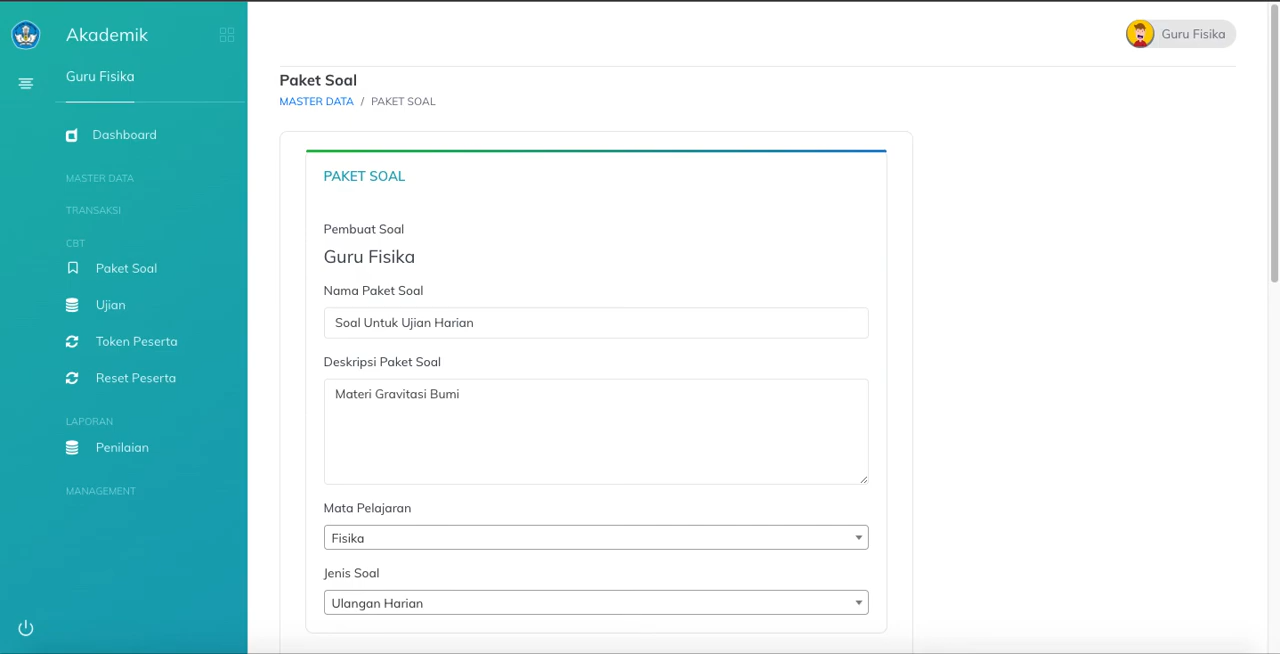 Akademik
Guru Fisika
Dashboard
MASTER DATA
TRANSAKSI
CBT
Paket Soal
Ujian
Token Peserta
Reset Peserta
LAPORAN
Penilaian
MANAGEMENT
Guru Fisika
Paket Soal
MASTER DATA / PAKET SOAL
PAKET SOAL
Pembuat Soal
Guru Fisika
Nama Paket Soal
Soal Untuk Ujian Harian
Deskripsi Paket Soal
Materi Gravitasi Bumi
Mata Pelajaran
Fisika
Jenis Soal
Ulangan Harian